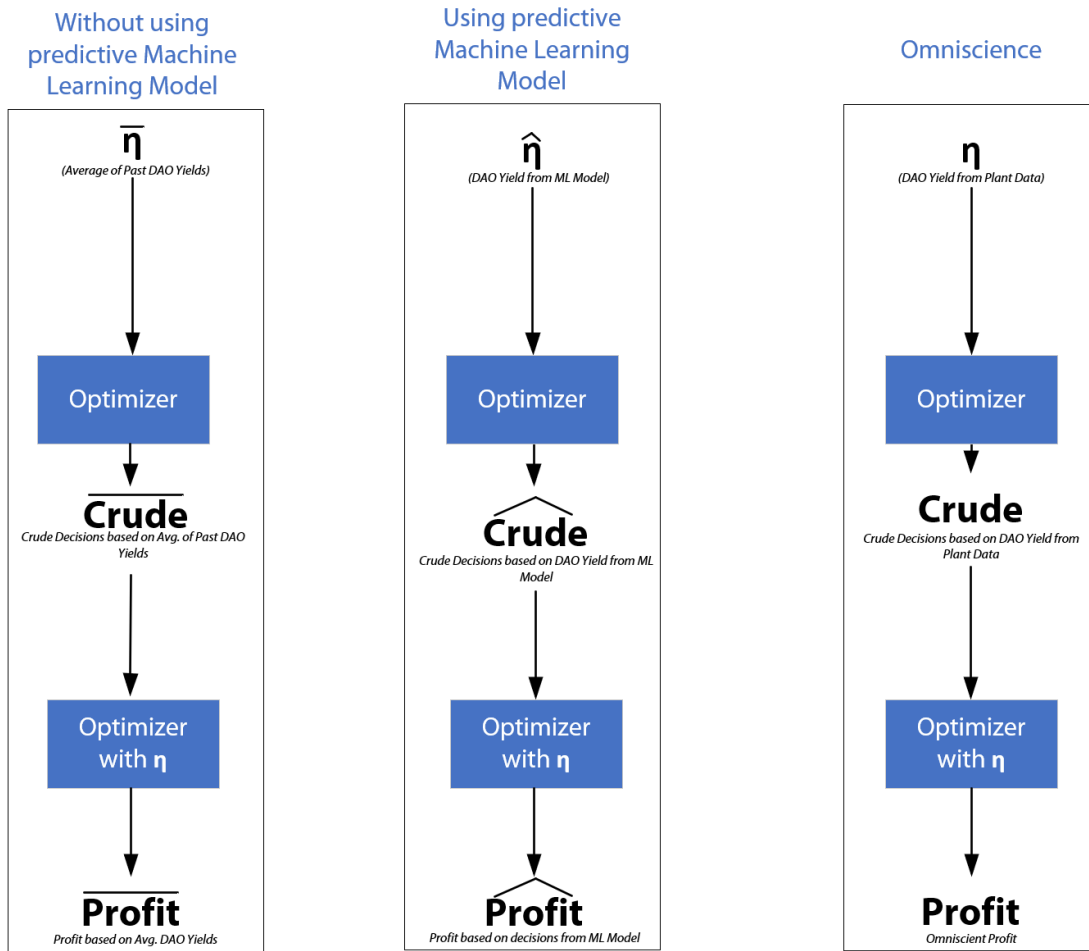 Without using
predictive Machine
Learning Model
η̅
(Average of Past DAO Yields)
Optimizer
C̅r̅u̅d̅e̅
Crude Decisions based on Avg. of Past DAO
Yields
Optimizer
with η
P̅r̅o̅f̅i̅t̅
Profit based on Avg. DAO Yields
Using predictive
Machine Learning
Model
η̂
(DAO Yield from ML Model)
Optimizer
Crude
Crude Decisions based on DAO Yield from ML
Model
Optimizer
with η
Profit
Profit based on decisions from ML Model
Omniscience
η
(DAO Yield from Plant Data)
Optimizer
Crude
Crude Decisions based on DAO Yield from
Plant Data
Optimizer
with η
Profit
Omniscient Profit